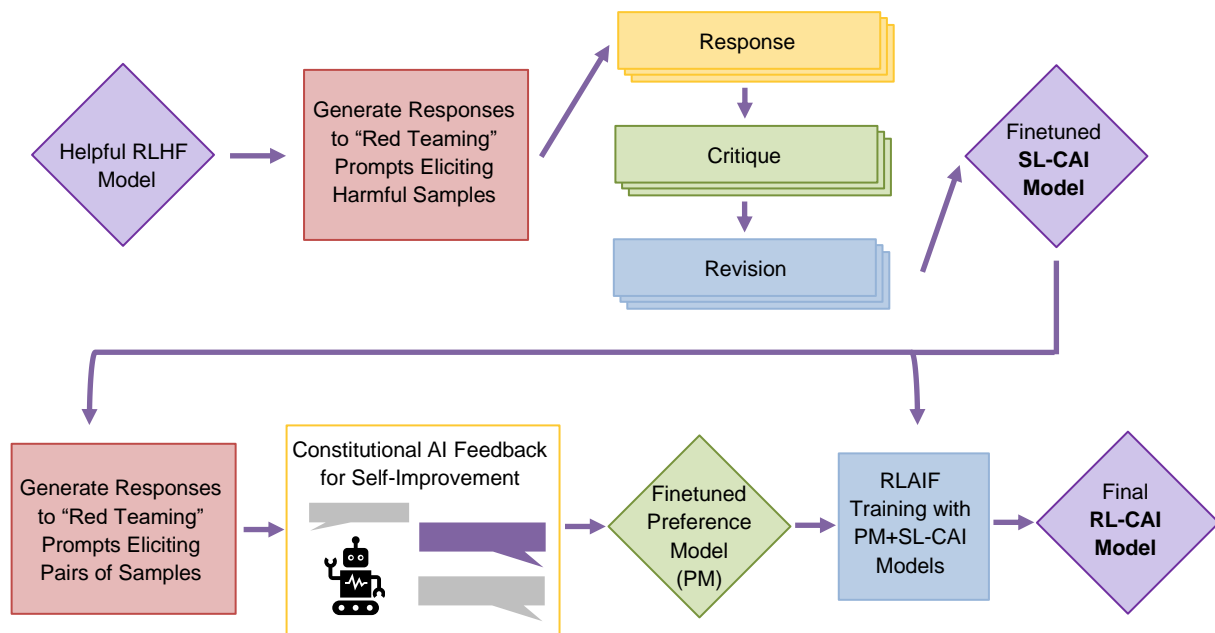 Helpful RLHF
Model
Generate Responses
to “Red Teaming”
Prompts Eliciting
Harmful Samples
Response
Critique
Revision
Finetuned
SL-CAI
Model
Generate Responses
to “Red Teaming”
Prompts Eliciting
Pairs of Samples
Constitutional AI Feedback
for Self-Improvement
Finetuned
Preference
Model
(PM)
RLAIF
Training with
PM+SL-CAI
Models
Final
RL-CAI
Model